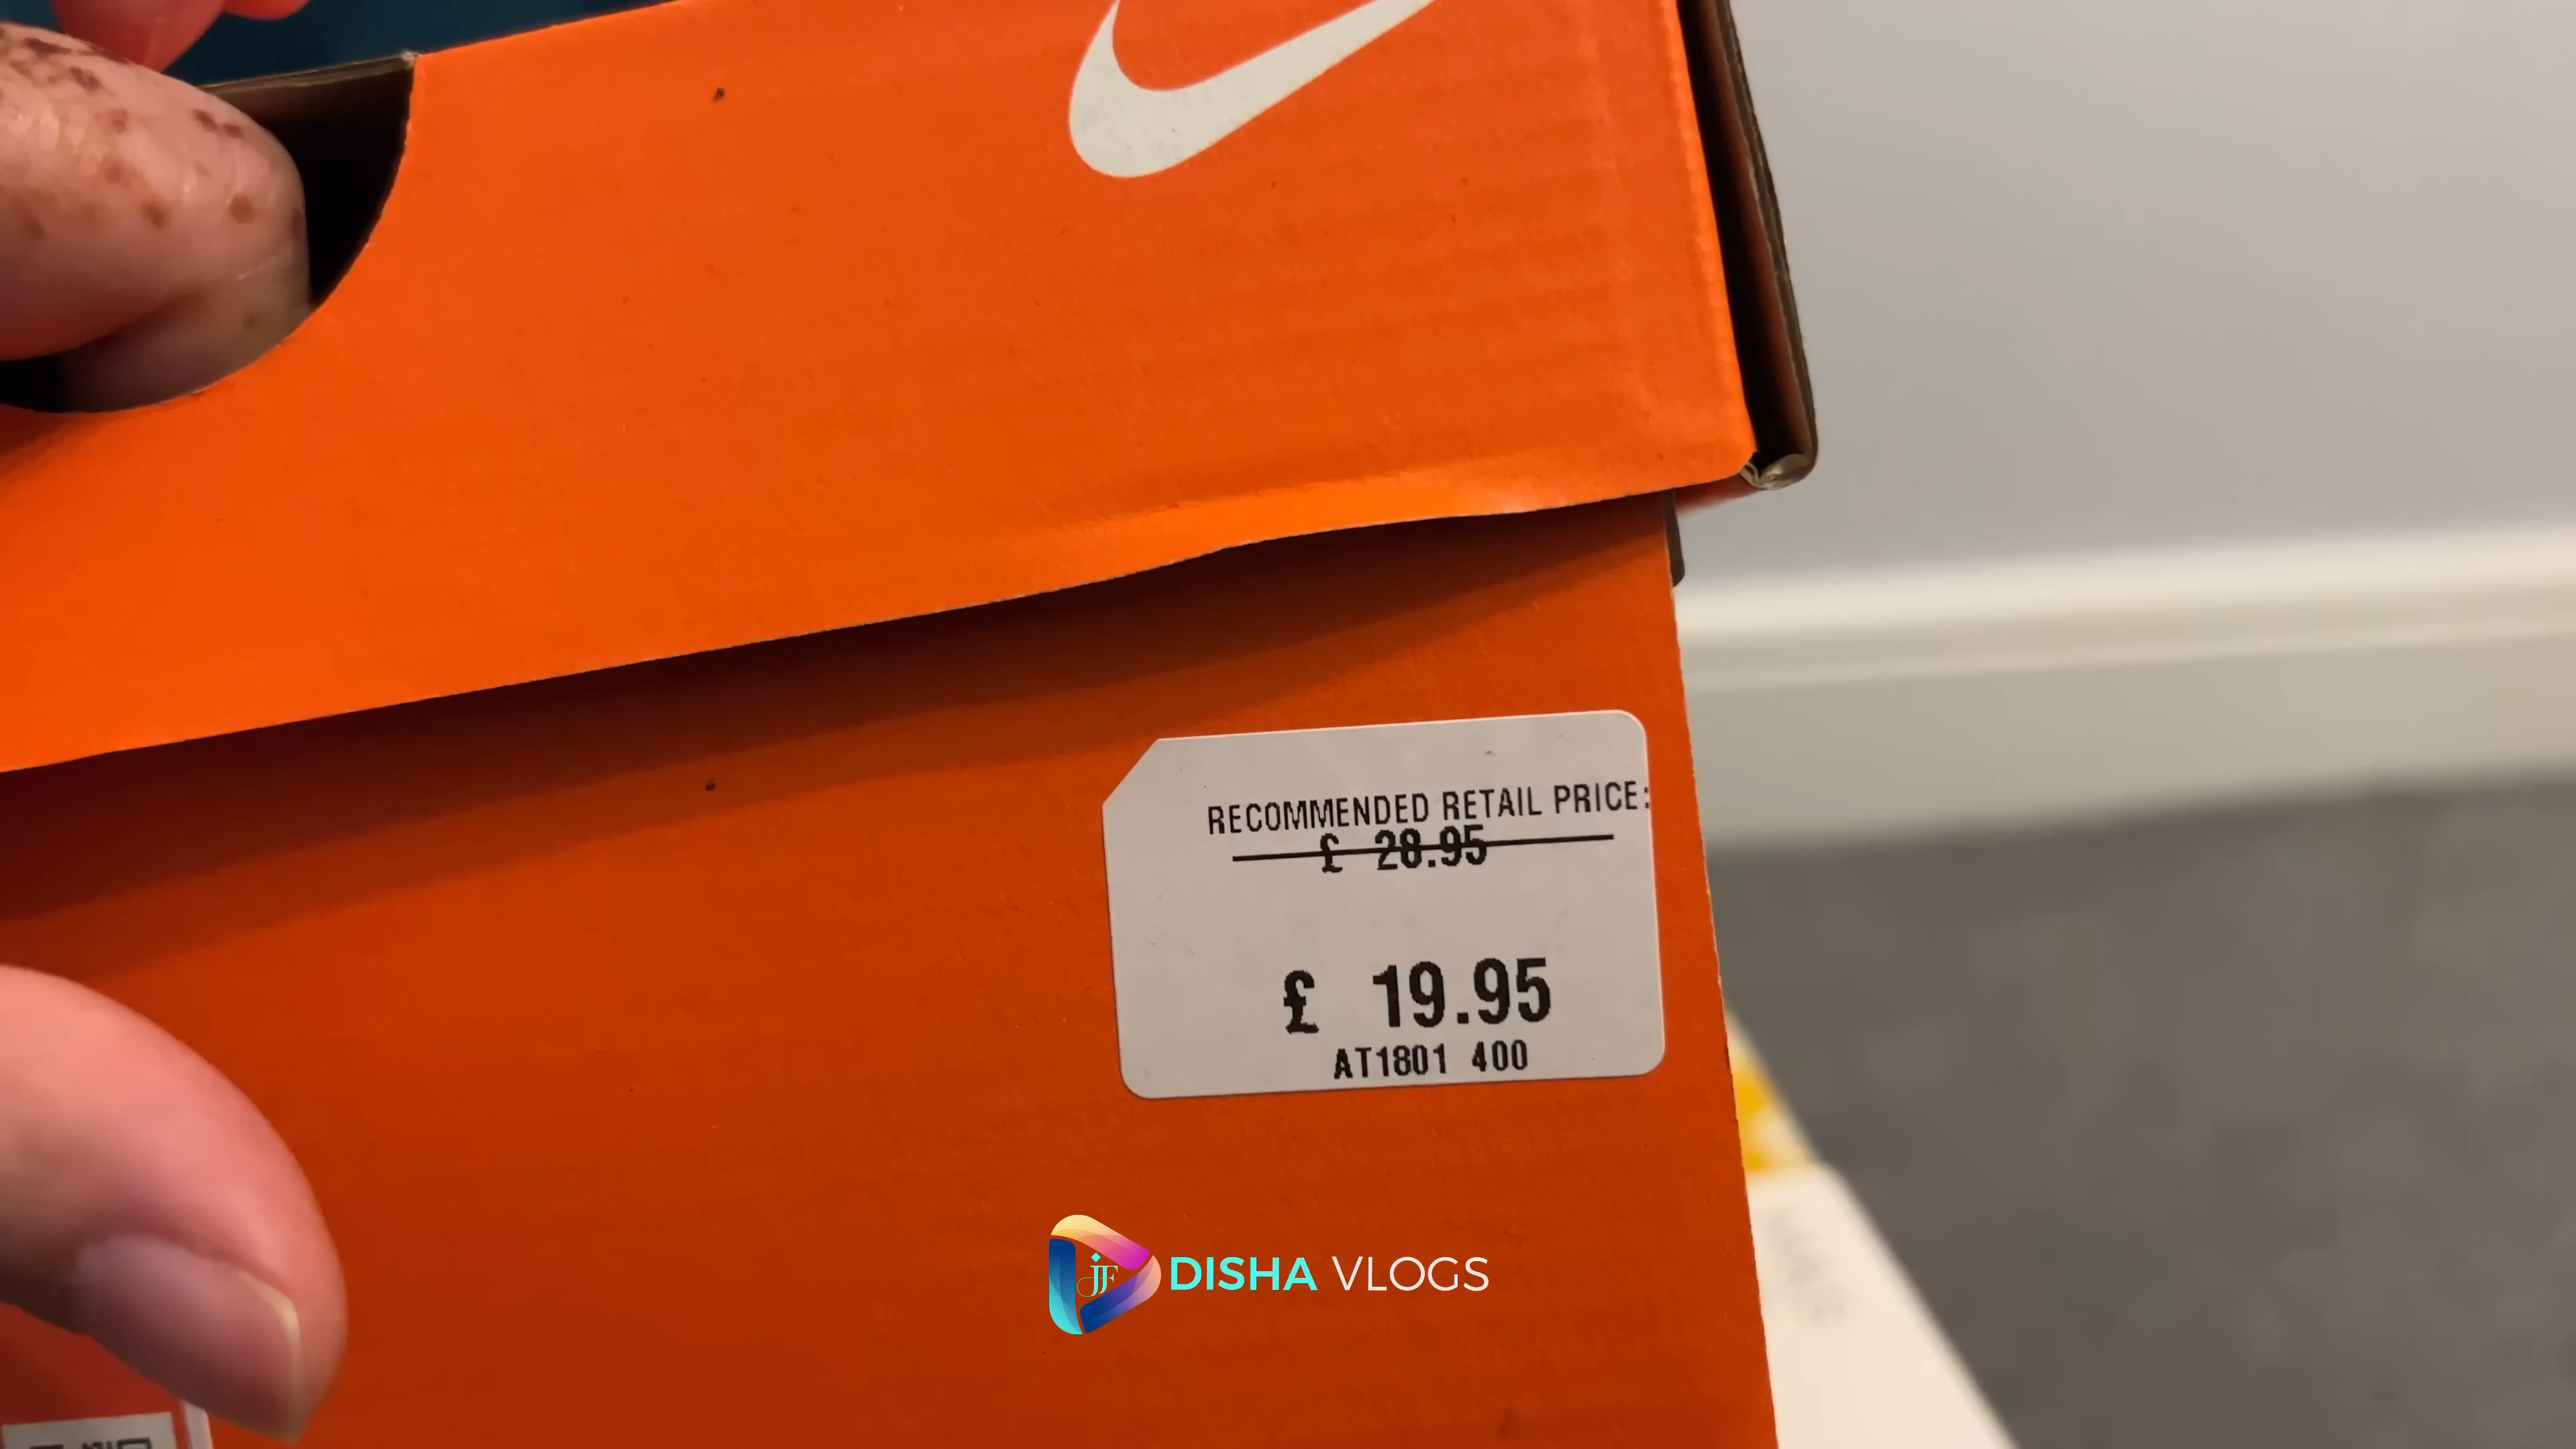 RECOMMENDED RETAIL PRICE:
£ 28.95
£ 19.95
AT1801 400
DISHA VLOGS